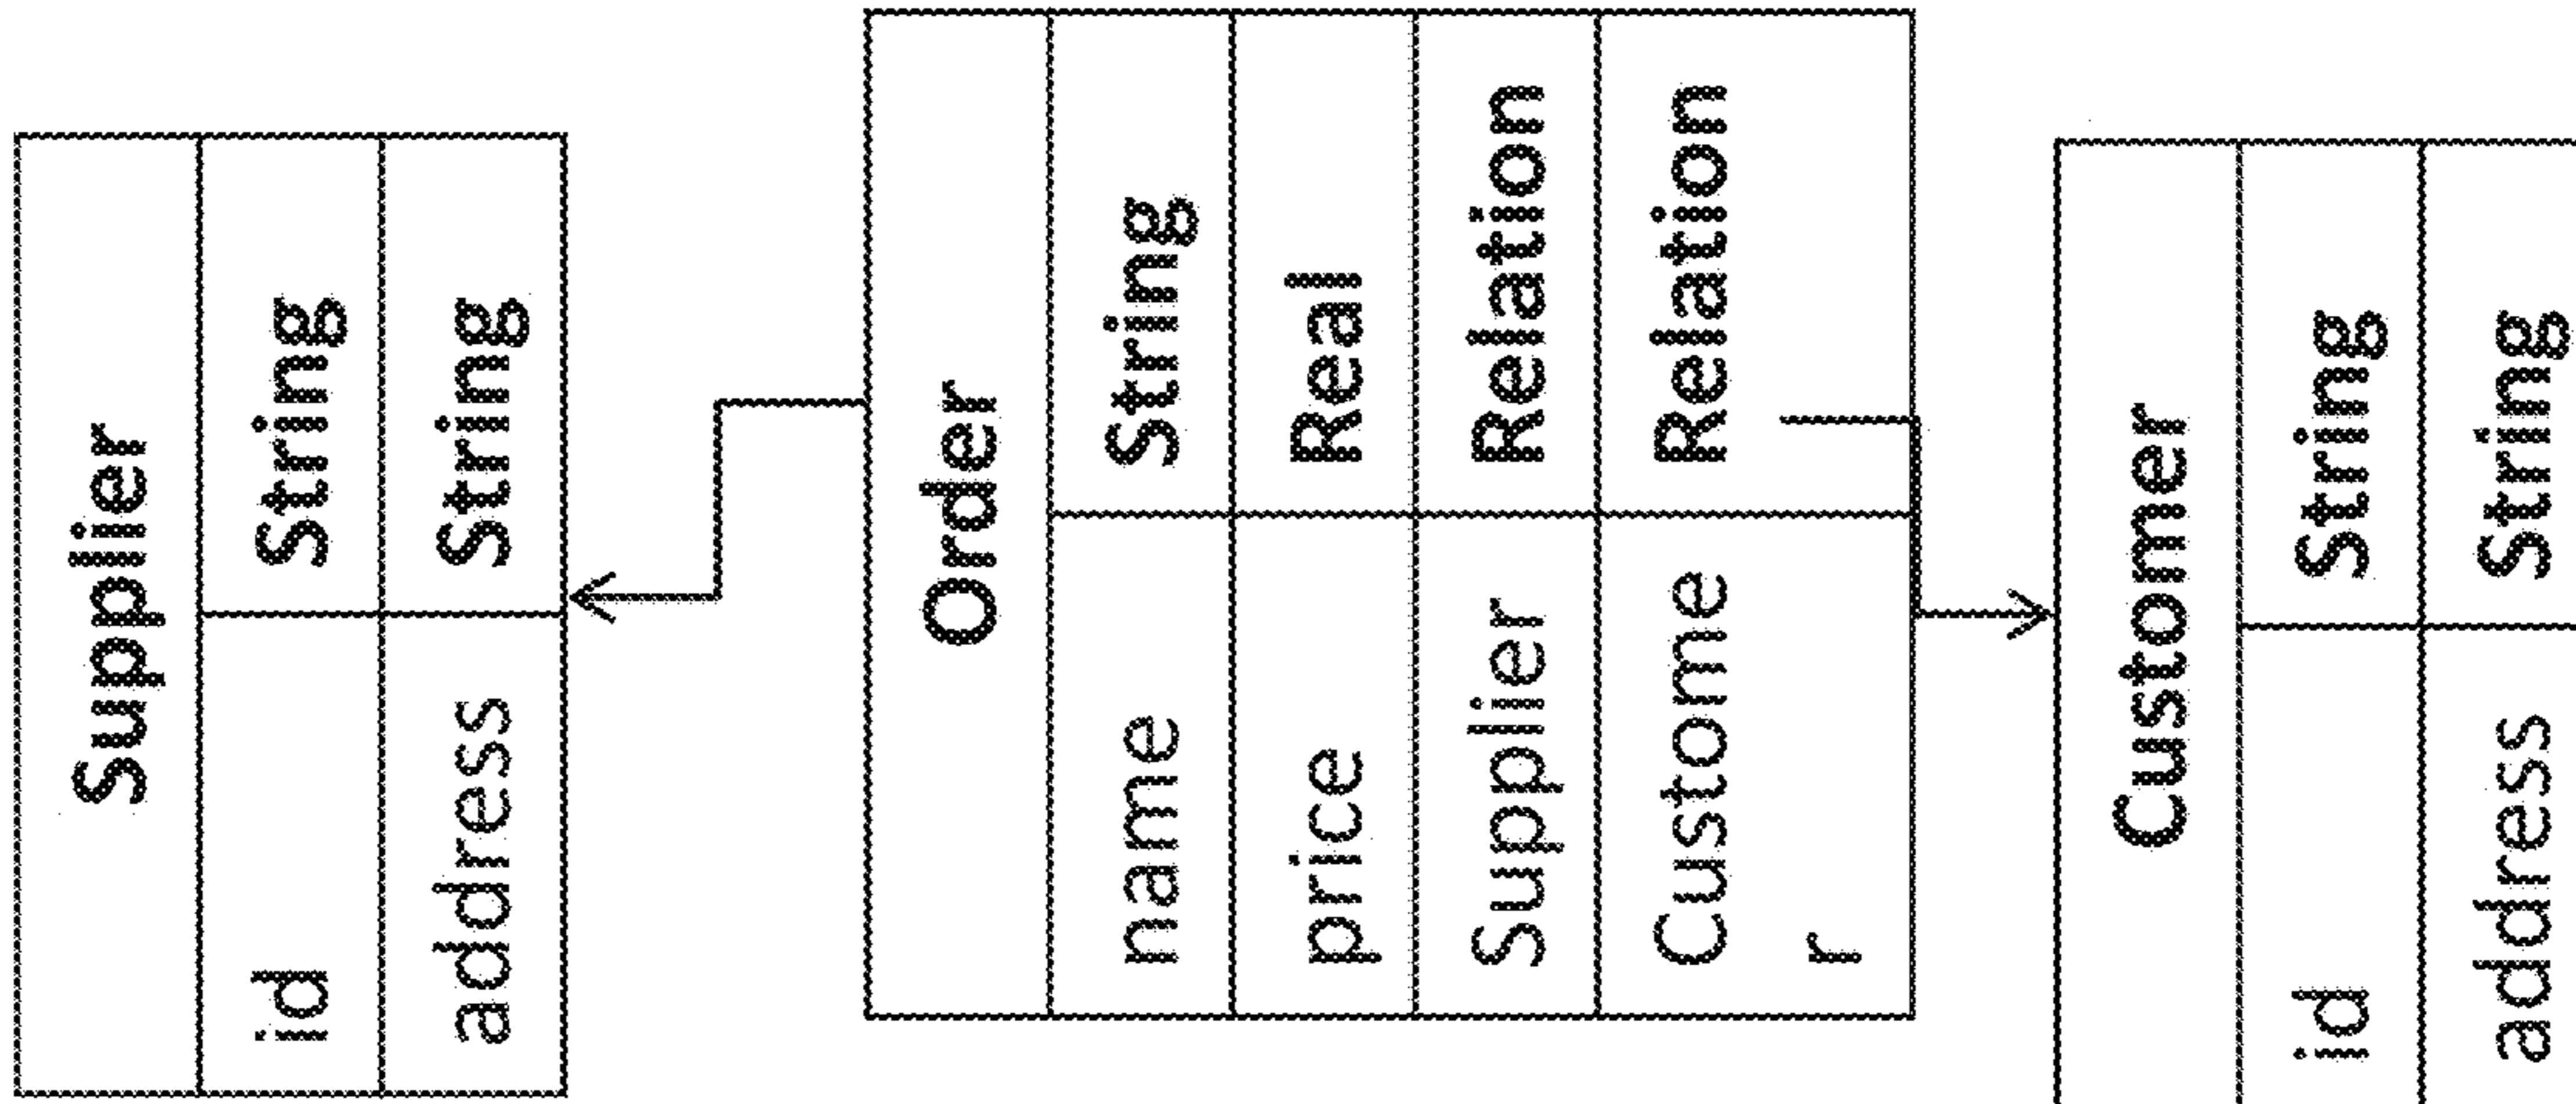 Supplier
id String
address String
Order
name String
price Real
Supplier Relation
Custome Relation
r
Customer
id String
address String